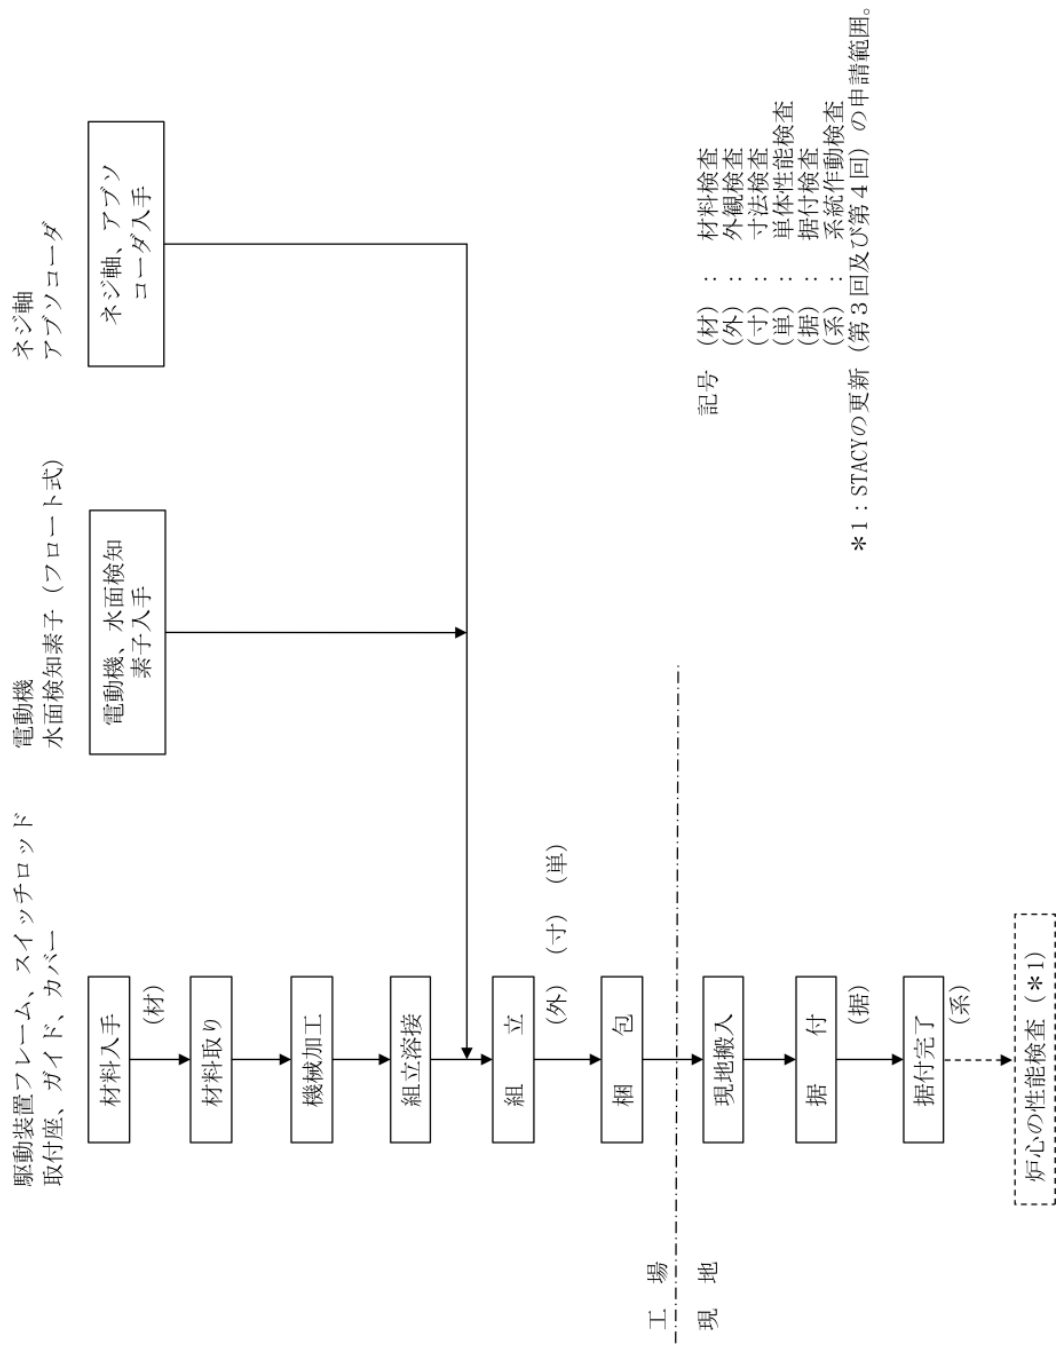 駆動装置フレーム、スイッチロッド
取付座、ガイド、カバー
電動機
水面検知素子（フロート式）
ネジ軸
アブソコーダ
材料入手
（材）
材料取り
機械加工
組立溶接
電動機、水面検知
素子入手
ネジ軸、アブソ
コーダ入手
組　立
（外）　（寸）　（単）
梱　包
工　場
現　地
現地搬入
据　付
（据）
据付完了
（系）
炉心の性能検査（＊1）
記号　（材）　：　材料検査
（外）　：　外観検査
（寸）　：　寸法検査
（単）　：　単体性能検査
（据）　：　据付検査
（系）　：　系統作動検査
＊1：STACYの更新（第3回及び第4回）の申請範囲。